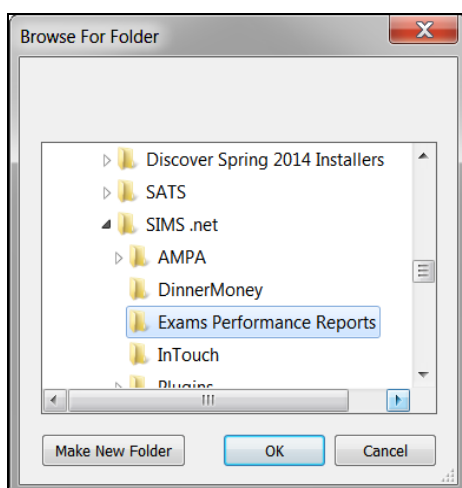 Browse For Folder
Discover Spring 2014 Installers
SATS
SIMS .net
AMPA
DinnerMoney
Exams Performance Reports
InTouch
Plugins
Make New Folder OK Cancel